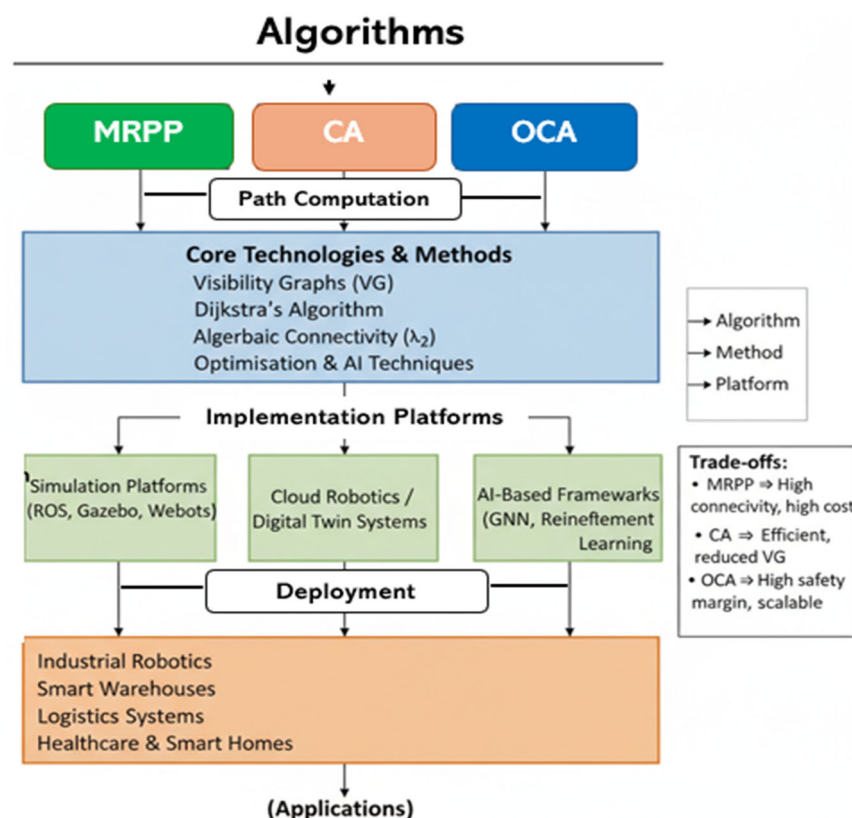 Algorithms
MRPP
CA
OCA
Path Computation
Core Technologies & Methods
Visibility Graphs (VG)
Dijkstra's Algorithm
Algerbaic Connectivity (λ₂)
Optimisation & AI Techniques
Algorithm
Method
Platform
Implementation Platforms
Simulation Platforms
(ROS, Gazebo, Webots)
Cloud Robotics /
Digital Twin Systems
AI-Based Framewarks
(GNN, Reineftement
Learning
Trade-offs:
• MRPP ⇒ High
connecivity, high cost
• CA ⇒ Efficient,
reduced VG
• OCA ⇒ High safety
margin, scalable
Deployment
Industrial Robotics
Smart Warehouses
Logistics Systems
Healthcare & Smart Homes
(Applications)